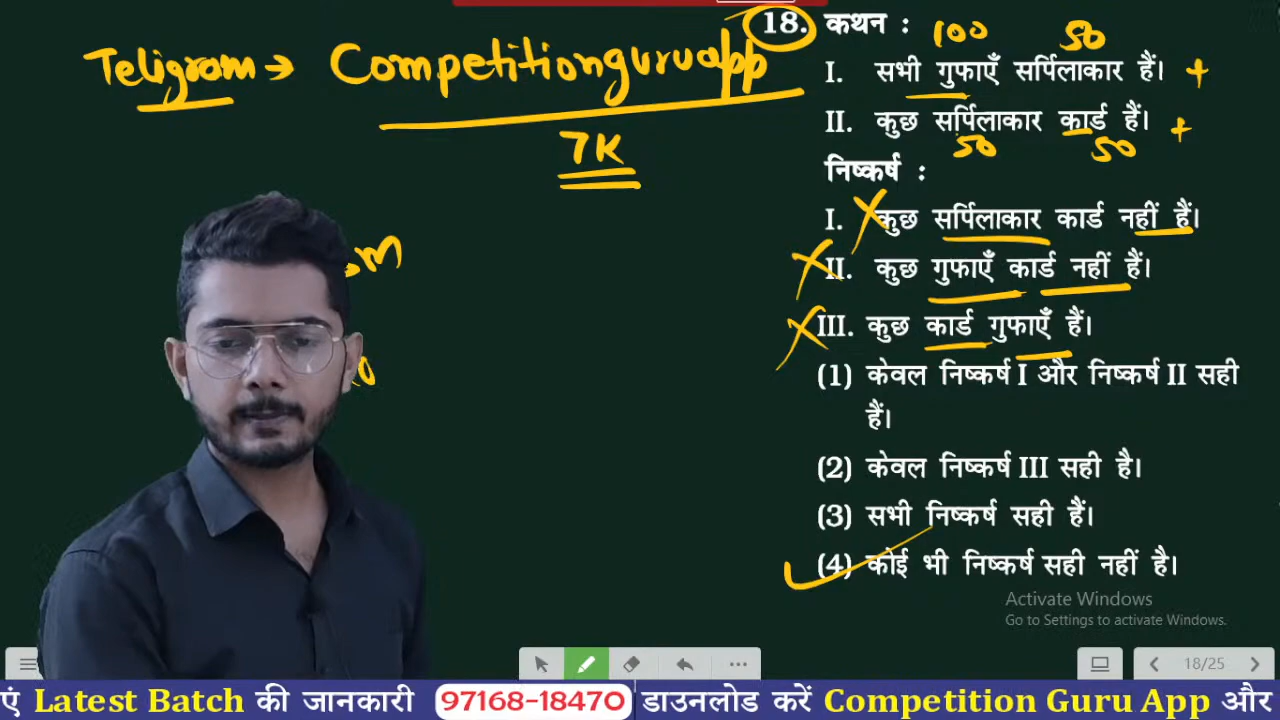 Teligram → Competitionguruapp
7K
18. कथन :
100 50
I. सभी गुफाएँ सर्पिलाकार हैं। +
II. कुछ सर्पिलाकार कार्ड हैं। +
50 50
निष्कर्ष :
I. कुछ सर्पिलाकार कार्ड नहीं हैं।
II. कुछ गुफाएँ कार्ड नहीं हैं।
III. कुछ कार्ड गुफाएँ हैं।
(1) केवल निष्कर्ष I और निष्कर्ष II सही
हैं।
(2) केवल निष्कर्ष III सही है।
(3) सभी निष्कर्ष सही हैं।
(4) कोई भी निष्कर्ष सही नहीं है।
Activate Windows
Go to Settings to activate Windows.
18/25
एं Latest Batch की जानकारी 97168-18470 डाउनलोड करें Competition Guru App और